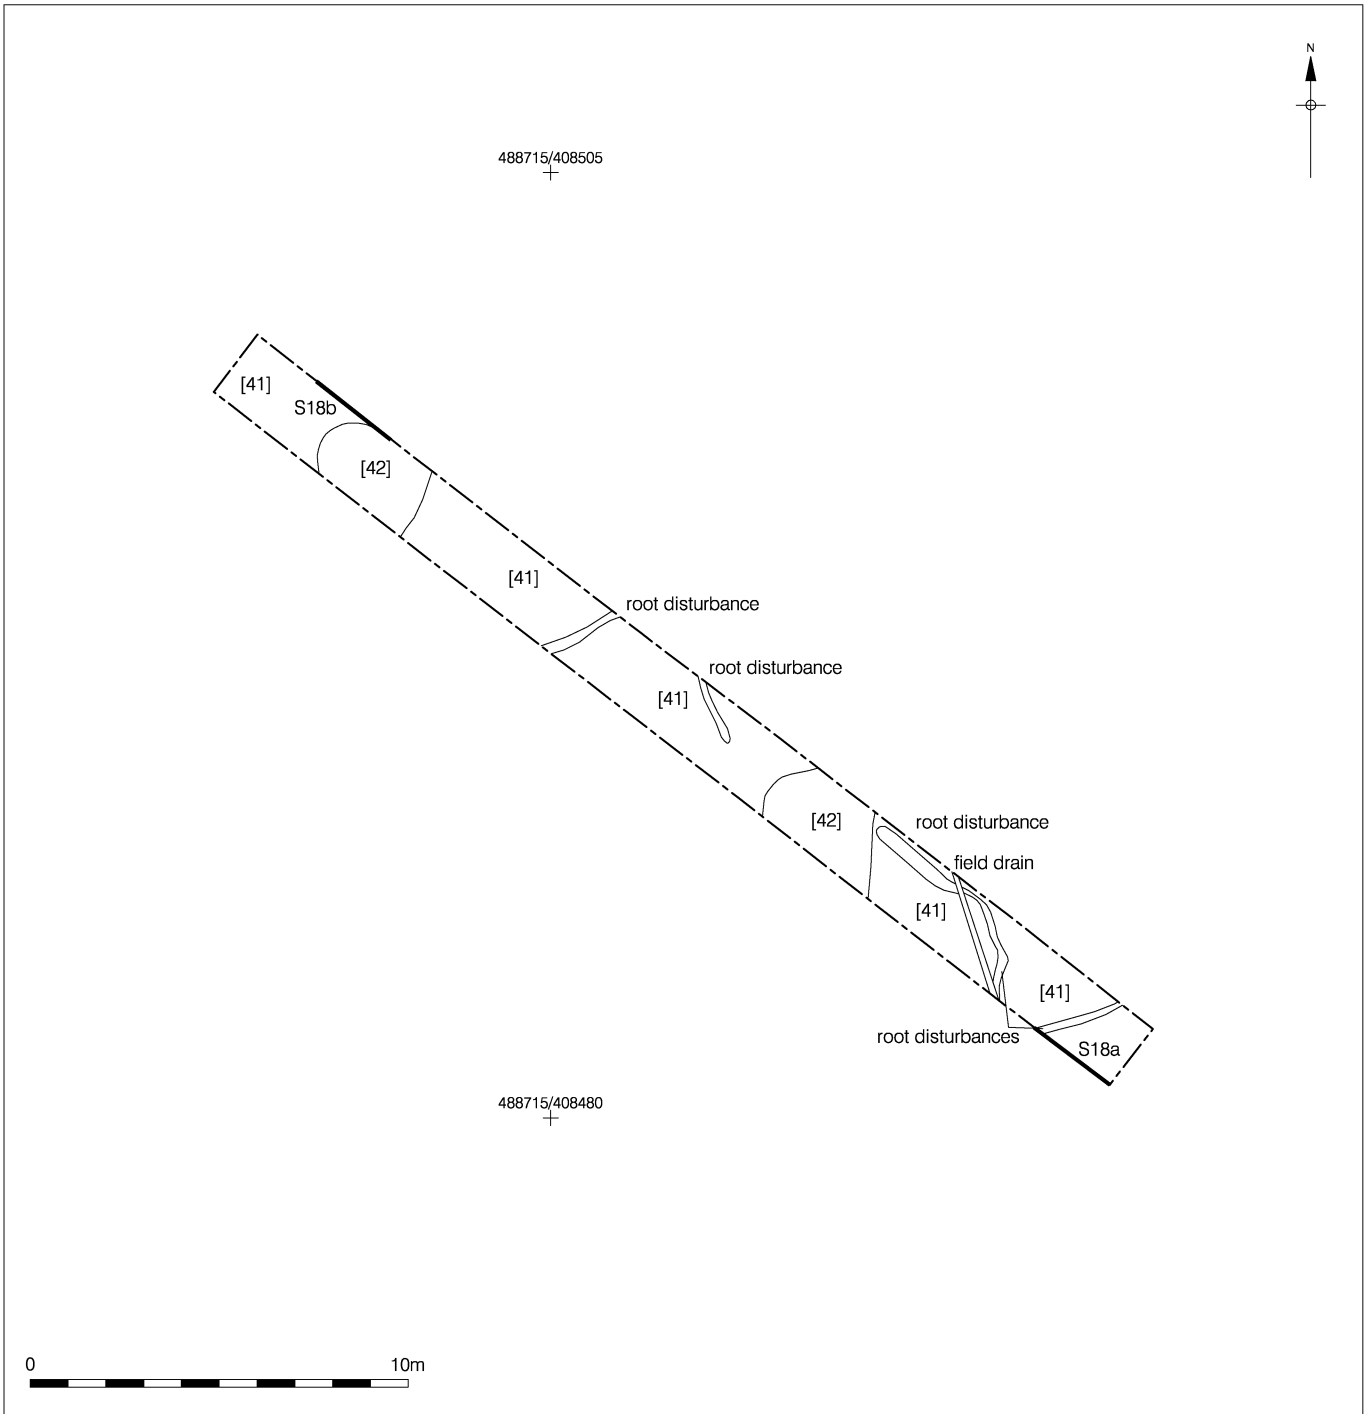 N
488715/408505
[41]
S18b
[42]
[41]
root disturbance
root disturbance
[41]
[42]
root disturbance
field drain
[41]
[41]
root disturbances
S18a
488715/408480
0 10m